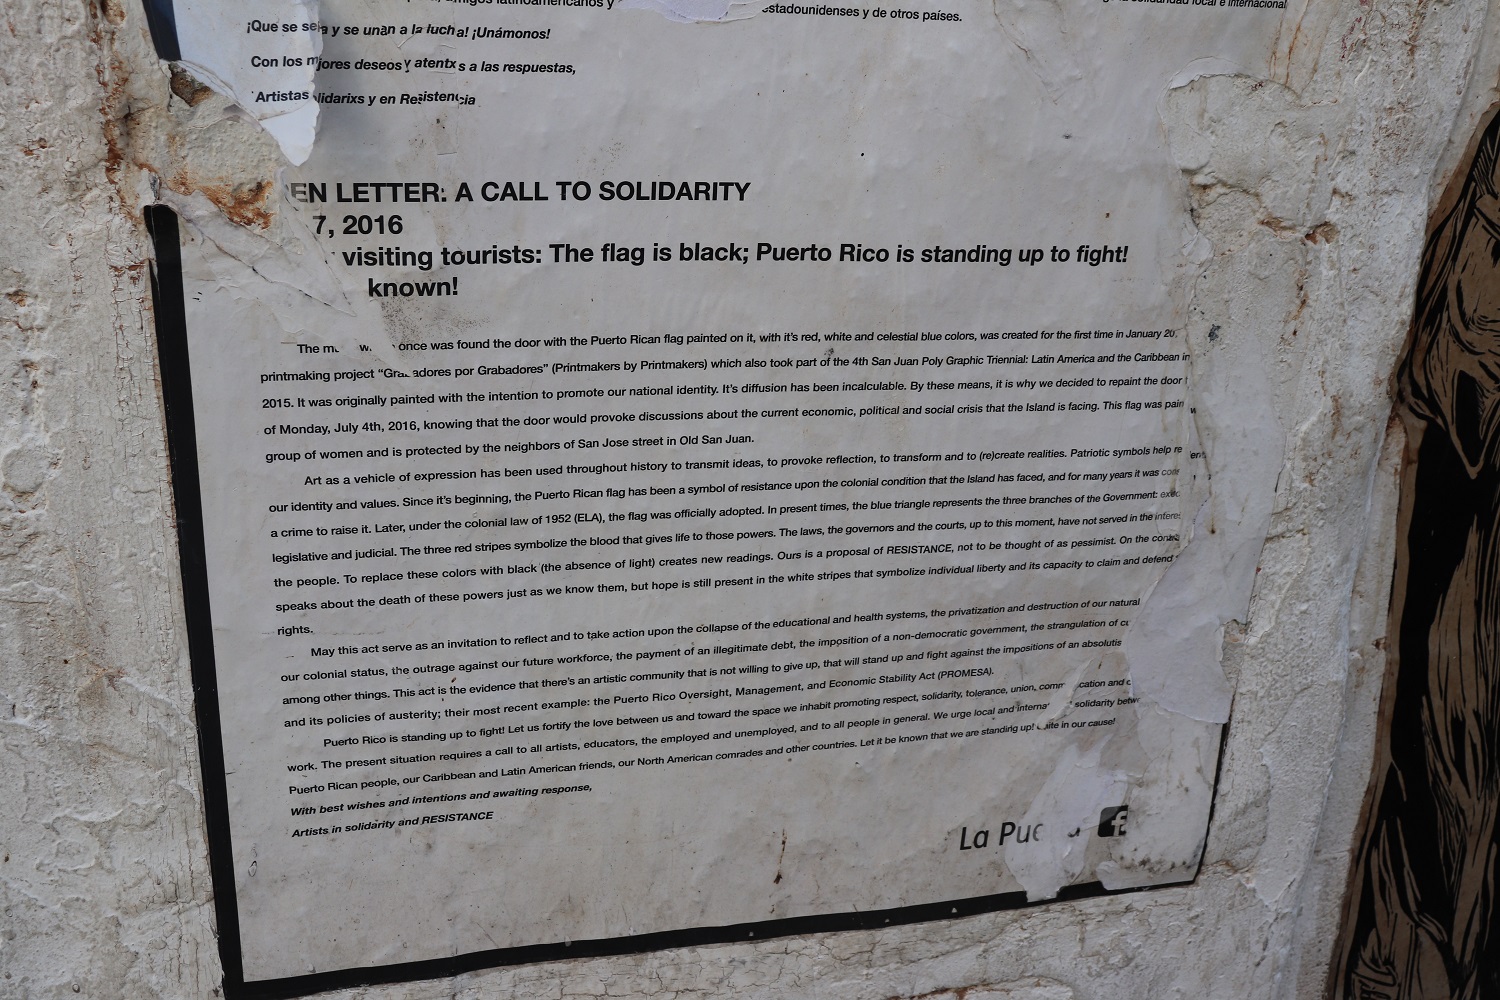 amigos latinoamericanos y
estadounidenses y de otros países.
solidaridad local e internacional
¡Que se sepa y se unan a la lucha! ¡Unámonos!
Con los mejores deseos y atentxs a las respuestas,
Artistas solidarixs y en Resistencia
EN LETTER: A CALL TO SOLIDARITY
7, 2016
visiting tourists: The flag is black; Puerto Rico is standing up to fight!
known!
The once was found the door with the Puerto Rican flag painted on it, with it's red, white and celestial blue colors, was created for the first time in January 20
printmaking project “Grabadores por Grabadores” (Printmakers by Printmakers) which also took part of the 4th San Juan Poly Graphic Triennial: Latin America and the Caribbean in
2015. It was originally painted with the intention to promote our national identity. It's diffusion has been incalculable. By these means, it is why we decided to repaint the door
of Monday, July 4th, 2016, knowing that the door would provoke discussions about the current economic, political and social crisis that the Island is facing. This flag was pain
group of women and is protected by the neighbors of San Jose street in Old San Juan.
Art as a vehicle of expression has been used throughout history to transmit ideas, to provoke reflection, to transform and to (re)create realities. Patriotic symbols help re
our identity and values. Since it's beginning, the Puerto Rican flag has been a symbol of resistance upon the colonial condition that the Island has faced, and for many years it was
a crime to raise it. Later, under the colonial law of 1952 (ELA), the flag was officially adopted. In present times, the blue triangle represents the three branches of the Government: exec
legislative and judicial. The three red stripes symbolize the blood that gives life to those powers. The laws, the governors and the courts, up to this moment, have not served in the interes
the people. To replace these colors with black (the absence of light) creates new readings. Ours is a proposal of RESISTANCE, not to be thought of as pessimist. On the
speaks about the death of these powers just as we know them, but hope is still present in the white stripes that symbolize individual liberty and its capacity to claim and defend
rights.
May this act serve as an invitation to reflect and to take action upon the collapse of the educational and health systems, the privatization and destruction of our natural
our colonial status, the outrage against our future workforce, the payment of an illegitimate debt, the imposition of a non-democratic government, the strangulation of
among other things. This act is the evidence that there's an artistic community that is not willing to give up, that will stand up and fight against the impositions of an absolutis
and its policies of austerity; their most recent example: the Puerto Rico Oversight, Management, and Economic Stability Act (PROMESA).
Puerto Rico is standing up to fight! Let us fortify the love between us and toward the space we inhabit promoting respect, solidarity, tolerance, union, communication and
work. The present situation requires a call to all artists, educators, the employed and unemployed, and to all people in general. We urge local and interna solidarity betw
Puerto Rican people, our Caribbean and Latin American friends, our North American comrades and other countries. Let it be known that we are standing up! Unite in our cause!
With best wishes and intentions and awaiting response,
Artists in solidarity and RESISTANCE
La Pue
f